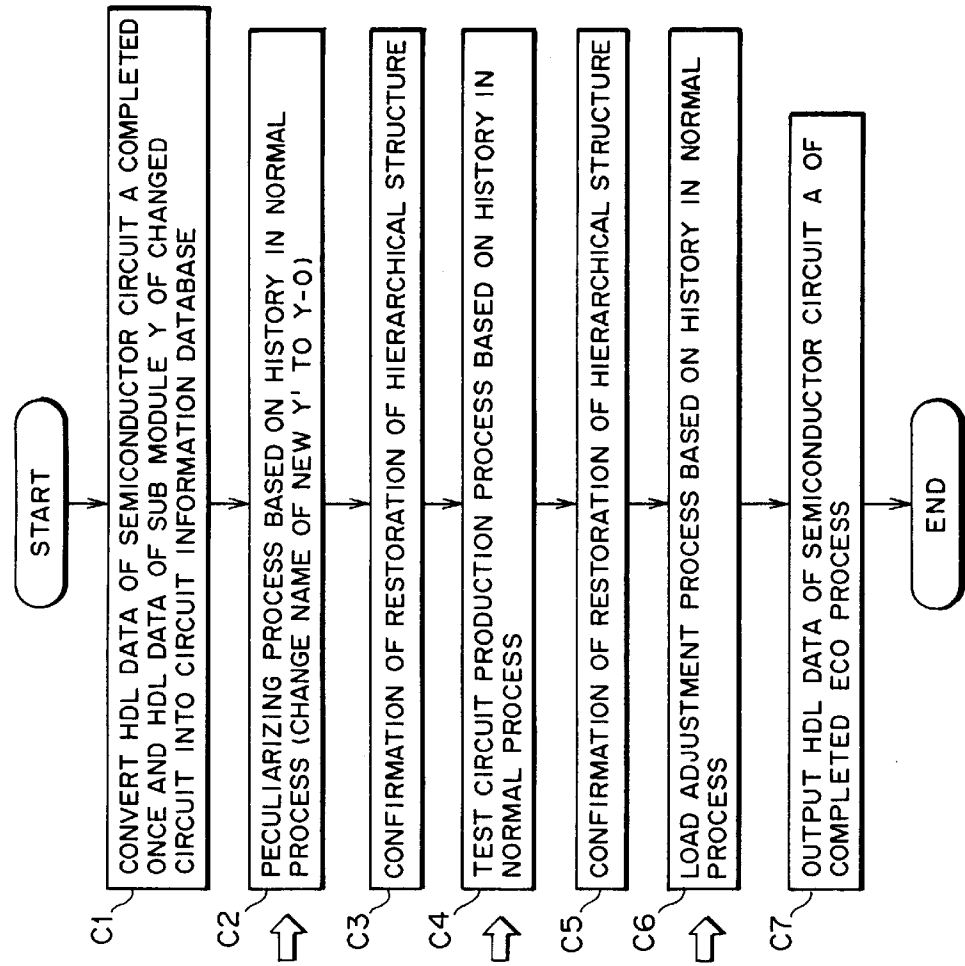 START
C1
CONVERT HDL DATA OF SEMICONDUCTOR CIRCUIT A COMPLETED
ONCE AND HDL DATA OF SUB MODULE Y OF CHANGED
CIRCUIT INTO CIRCUIT INFORMATION DATABASE
C2
PECULIARIZING PROCESS BASED ON HISTORY IN NORMAL
PROCESS (CHANGE NAME OF NEW Y' TO Y-0)
C3
CONFIRMATION OF RESTORATION OF HIERARCHICAL STRUCTURE
C4
TEST CIRCUIT PRODUCTION PROCESS BASED ON HISTORY IN
NORMAL PROCESS
C5
CONFIRMATION OF RESTORATION OF HIERARCHICAL STRUCTURE
C6
LOAD ADJUSTMENT PROCESS BASED ON HISTORY IN NORMAL
PROCESS
C7
OUTPUT HDL DATA OF SEMICONDUCTOR CIRCUIT A OF
COMPLETED ECO PROCESS
END